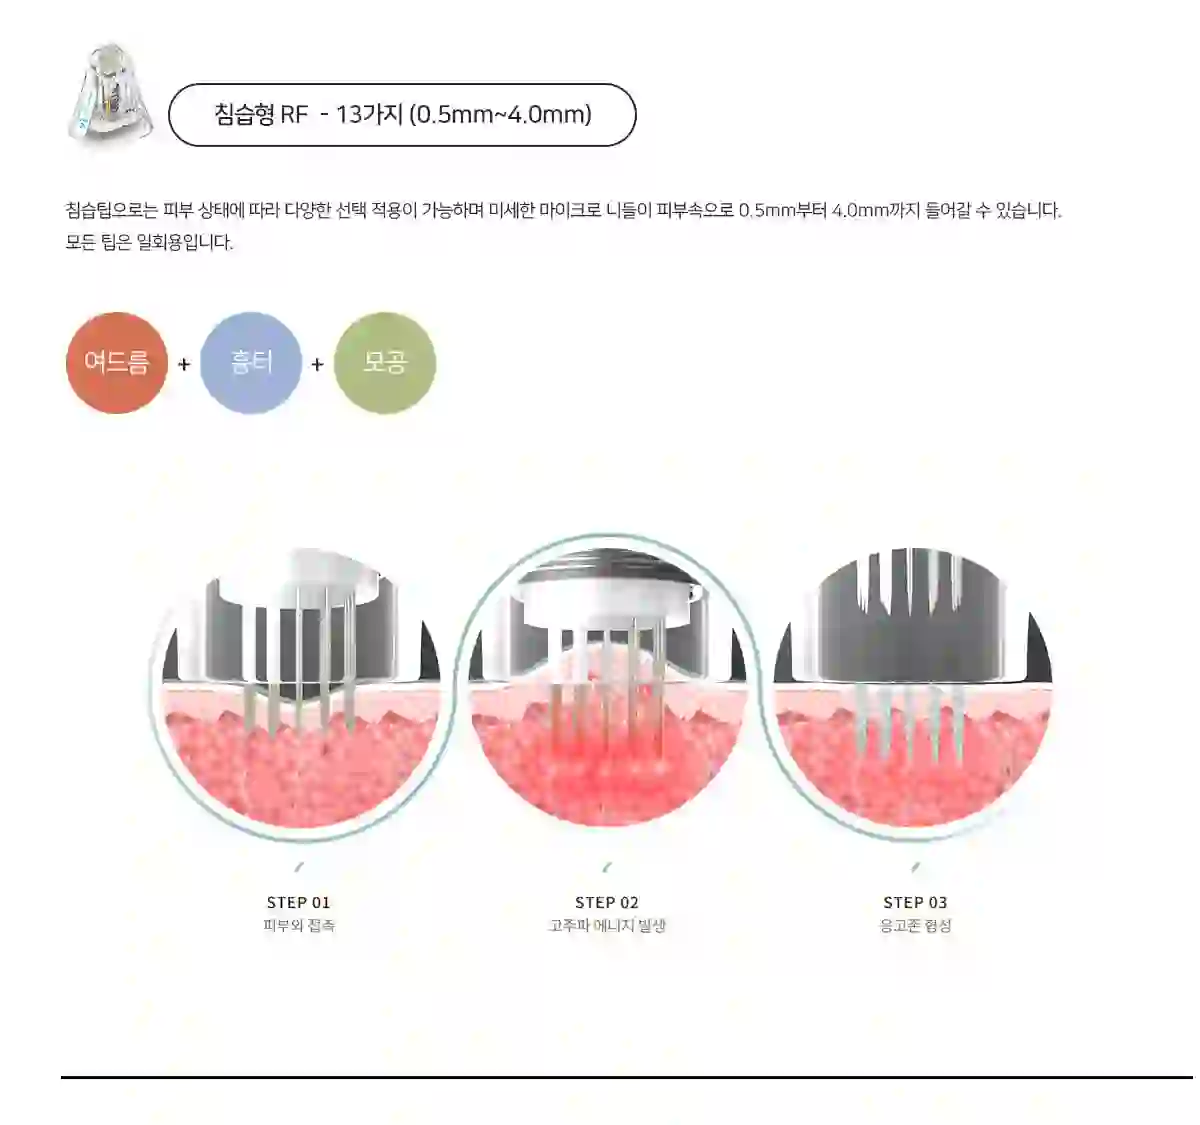 침습형 RF - 13가지 (0.5mm~4.0mm)
침습팁으로는 피부 상태에 따라 다양한 선택 적용이 가능하며 미세한 마이크로 니들이 피부속으로 0.5mm부터 4.0mm까지 들어갈 수 있습니다.
모든 팁은 일회용입니다.
여드름 + 흉터 + 모공
STEP 01
피부와 접촉
STEP 02
고주파 에너지 발생
STEP 03
응고존 형성